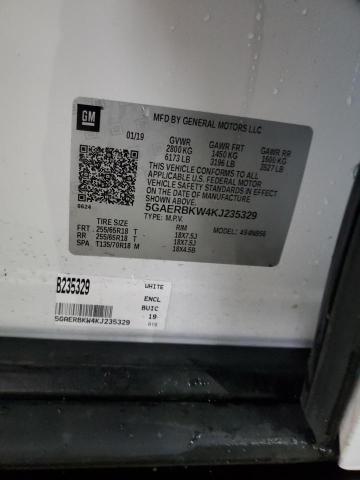 GM
MFD BY GENERAL MOTORS LLC
01/19 GVWR GAWR FRT GAWR RR
2800 KG 1450 KG 1600 KG
6173 LB 3196 LB 3527 LB
THIS VEHICLE CONFORMS TO ALL
APPLICABLE U.S. FEDERAL MOTOR
VEHICLE SAFETY STANDARDS IN
EFFECT ON THE DATE OF
MANUFACTURE SHOWN ABOVE.
0624 5GAERBKW4KJ235329
TYPE: M.P.V. MODEL:
TIRE SIZE RIM
FRT 255/65R18 T 18X7.5J
RR 255/65R18 T 18X7.5J
SPA T135/70R18 M 18X4.5B
B235329 WHITE
ENCL
BUIC
5GAERBKW4KJ235329 19